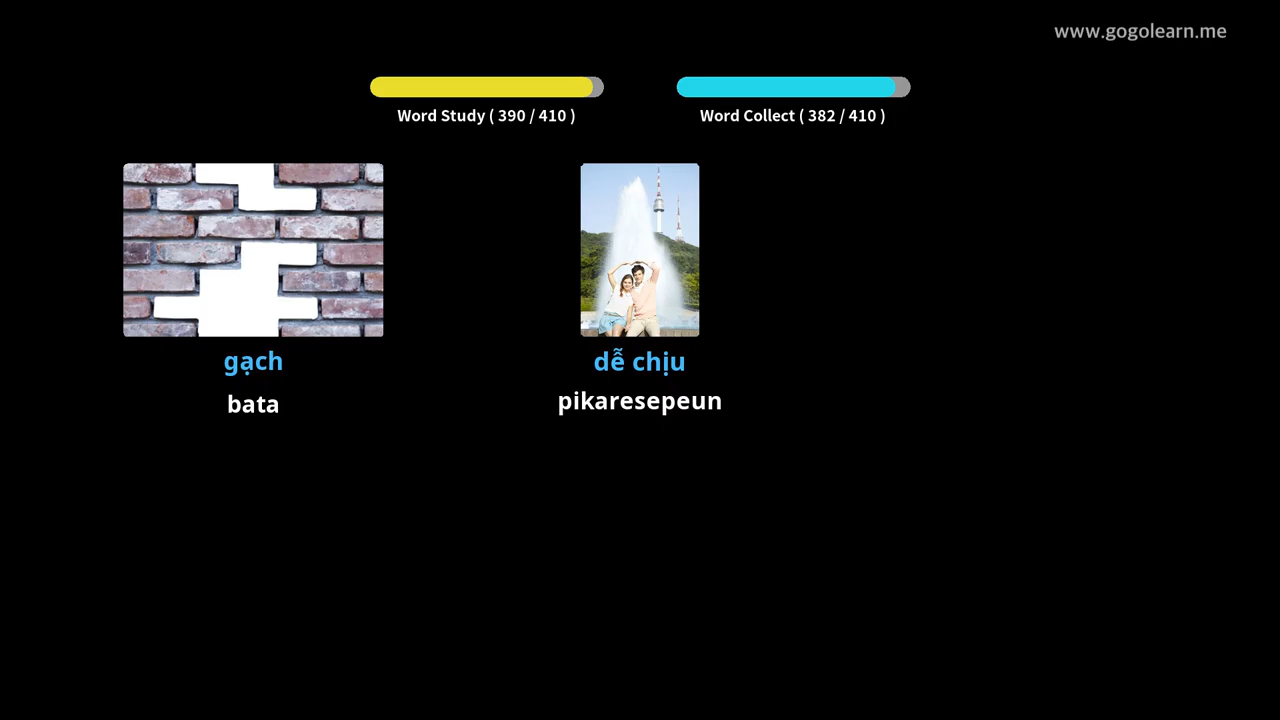 www.gogolearn.me
Word Study ( 390 / 410 )
Word Collect ( 382 / 410 )
gạch
dễ chịu
bata
pikaresepeun